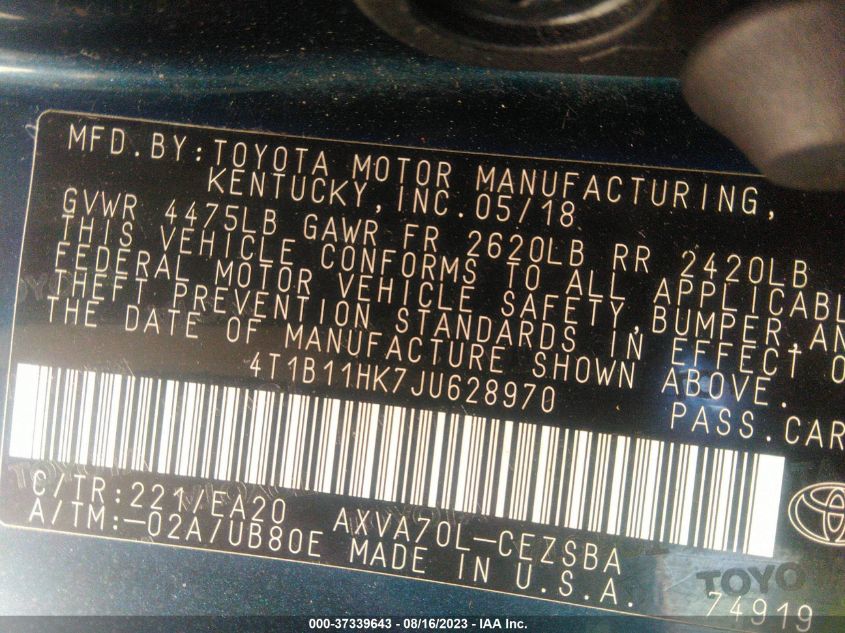 MFD.BY:TOYOTA MOTOR MANUFACTURING,
KENTUCKY,INC.05/18
GVWR 4475LB GAWR FR 2620LB RR 2420LB
THIS VEHICLE CONFORMS TO ALL APPLICABL
FEDERAL MOTOR VEHICLE SAFETY,BUMPER,AN
THEFT PREVENTION STANDARDS IN EFFECT O
THE DATE OF MANUFACTURE SHOWN ABOVE.
4T1B11HK7JU628970
PASS.CAR
C/TR:221/EA20 AXVA70L-CEZSBA
A/TM:-02A/UB80E MADE IN U.S.A.
TOYO
74919
000-37339643 / 08/16/2023 - IAA Inc.